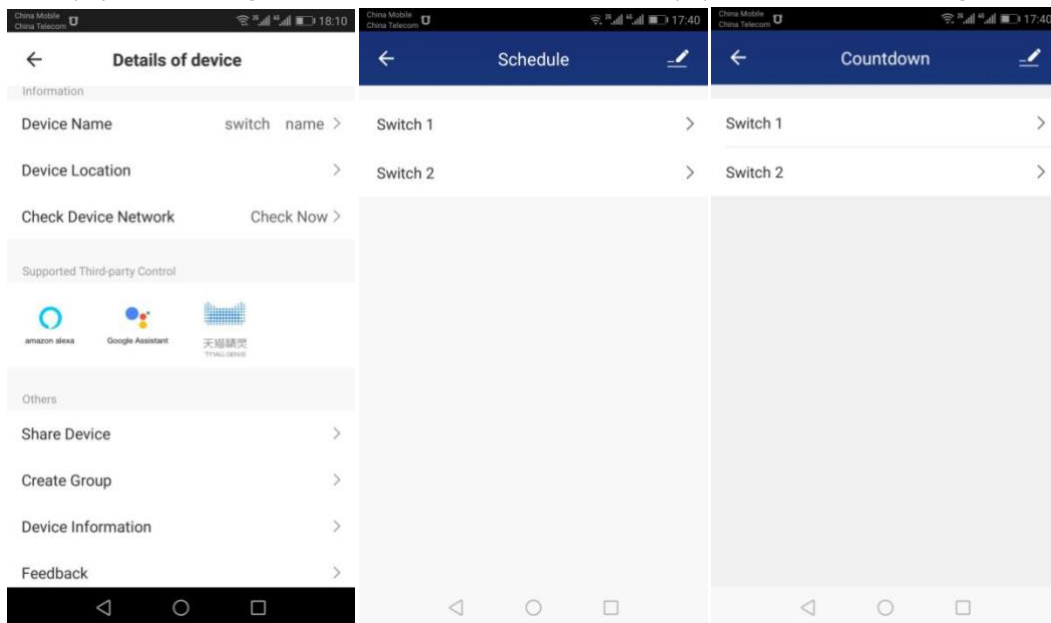 China Mobile
China Telecom
18:10
Details of device
Information
Device Name switch name >
Device Location >
Check Device Network Check Now >
Supported Third-party Control
amazon alexa
Google Assistant
天猫精灵
TMALL GENIE
Others
Share Device >
Create Group >
Device Information >
Feedback >
China Mobile
China Telecom
17:40
Schedule
Switch 1 >
Switch 2 >
China Mobile
China Telecom
17:40
Countdown
Switch 1 >
Switch 2 >